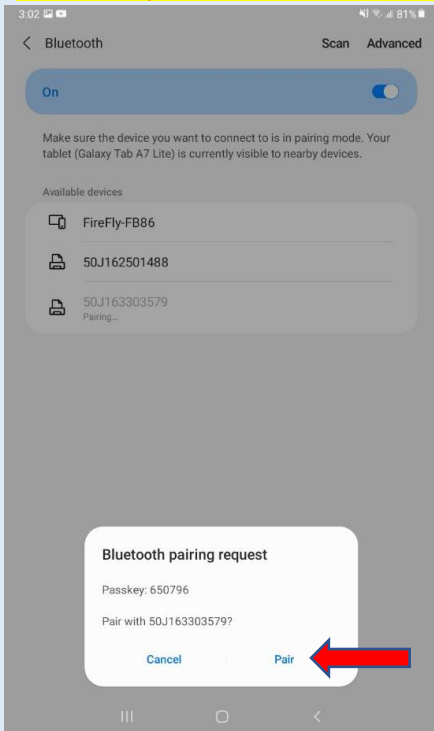 3:02 81%
Bluetooth Scan Advanced
On
Make sure the device you want to connect to is in pairing mode. Your
tablet (Galaxy Tab A7 Lite) is currently visible to nearby devices.
Available devices
FireFly-FB86
50J162501488
50J163303579
Pairing...
Bluetooth pairing request
Passkey: 650796
Pair with 50J163303579?
Cancel Pair